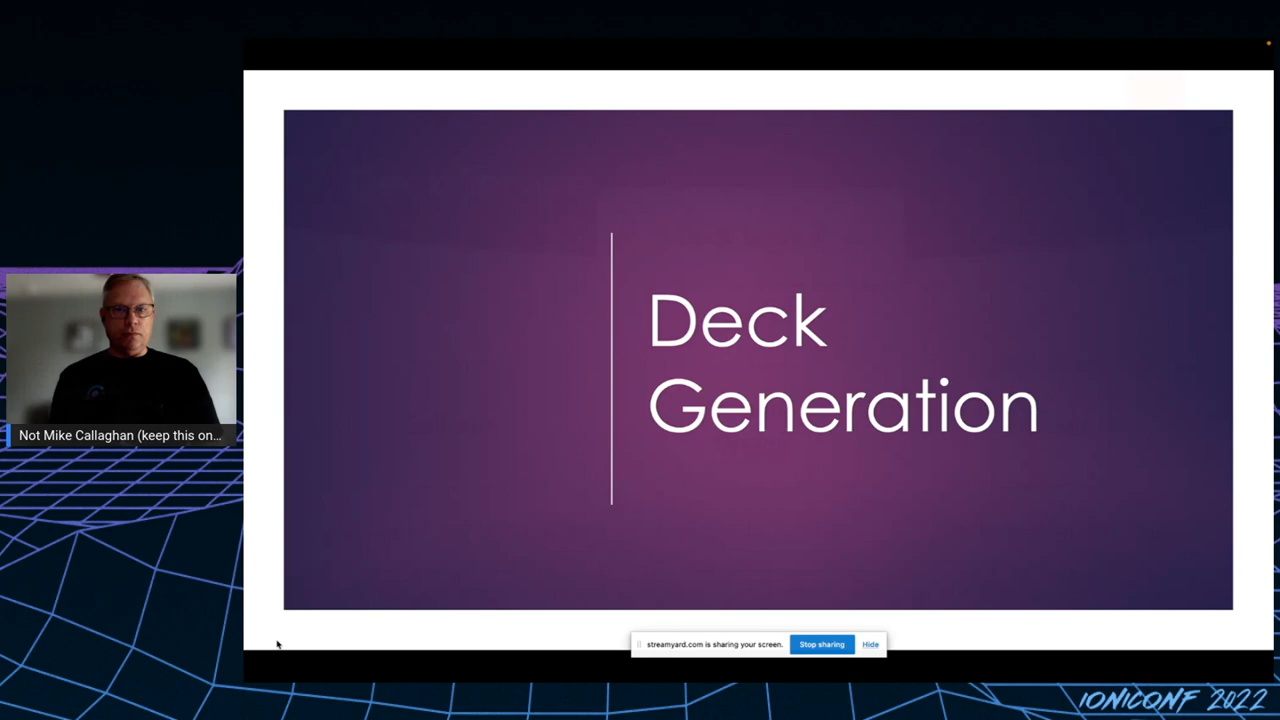 Deck
Generation
Not Mike Callaghan (keep this on...
streamyard.com is sharing your screen. Stop sharing Hide
IONICONF 2022